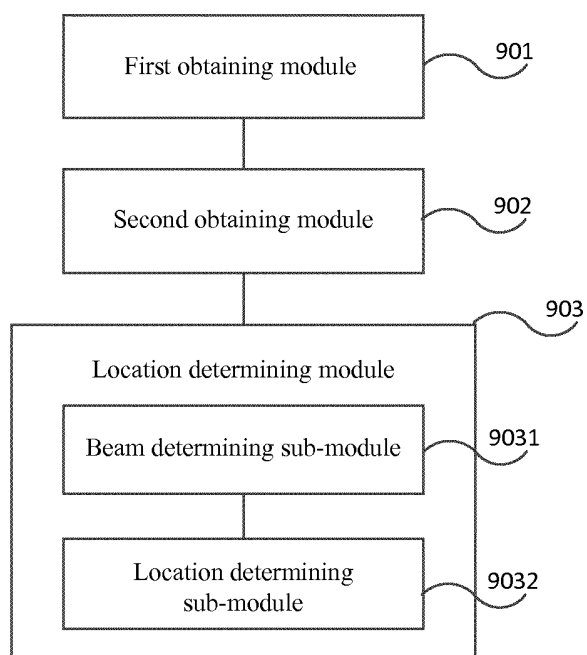 First obtaining module
901
Second obtaining module
902
903
Location determining module
Beam determining sub-module
9031
Location determining
sub-module
9032